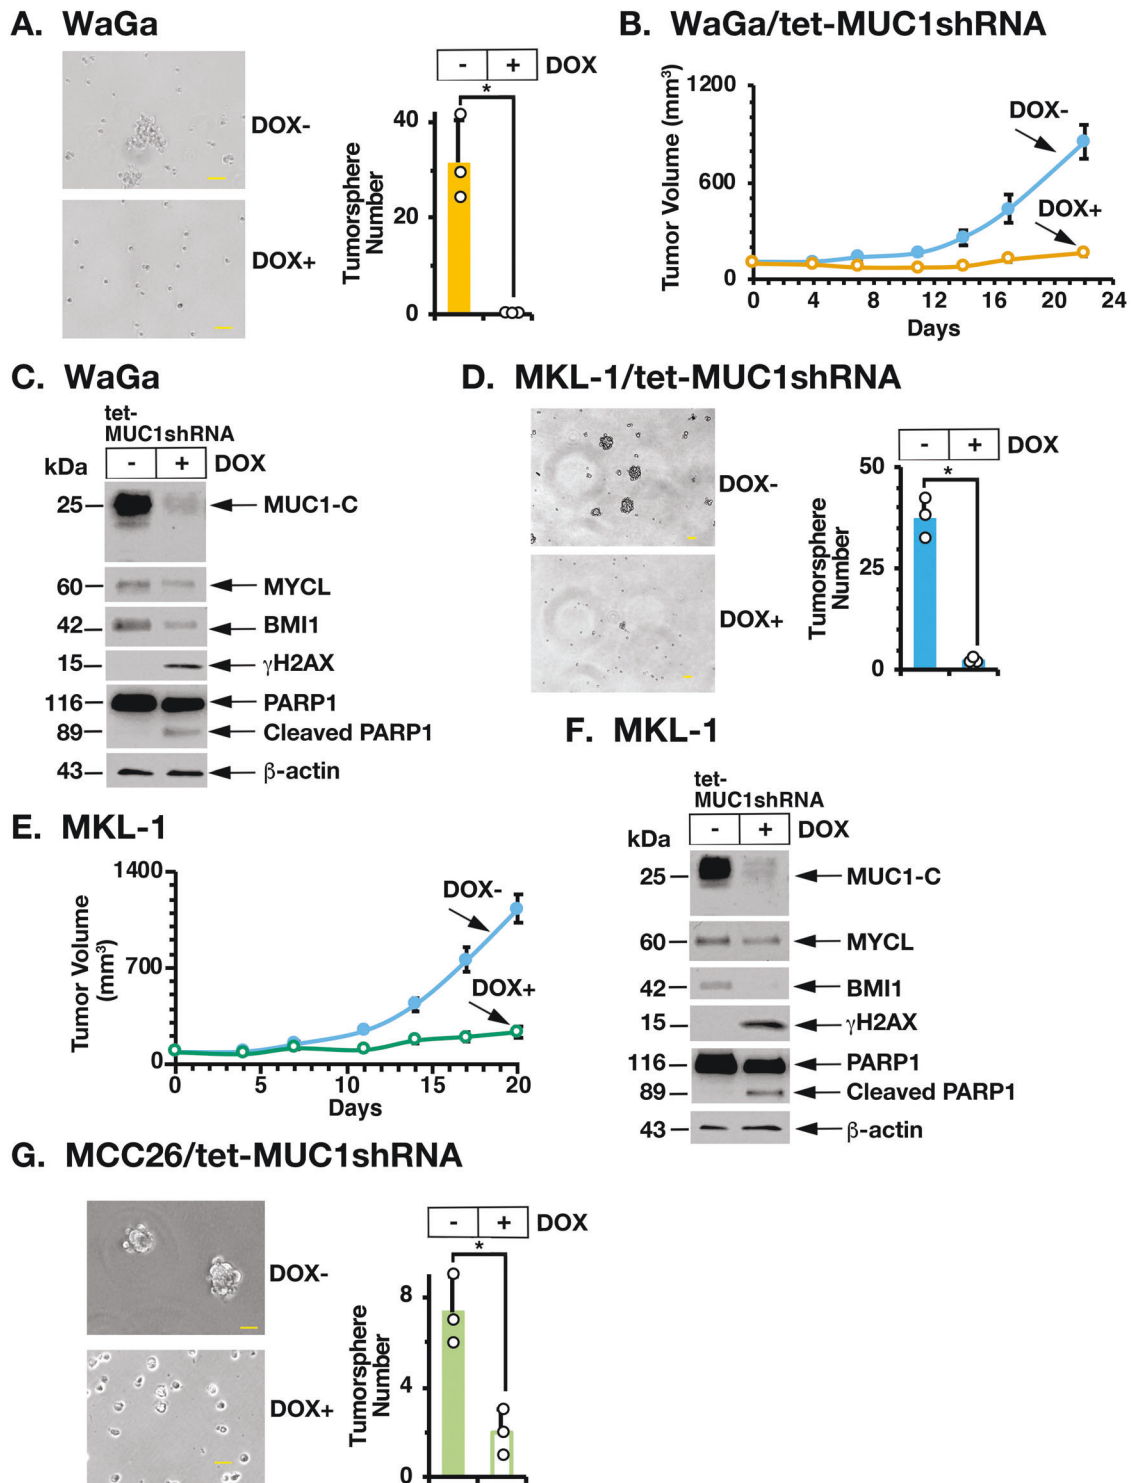 A. WaGa
DOX-
DOX+
- + DOX
*
40
20
0
Tumorsphere
Number
B. WaGa/tet-MUC1shRNA
1200
600
0
Tumor Volume (mm³)
DOX-
DOX+
0 4 8 12 16 20 24
Days
C. WaGa
tet-
MUC1shRNA
kDa - + DOX
25 MUC1-C
60 MYCL
42 BMI1
15 γH2AX
116 PARP1
89 Cleaved PARP1
43 β-actin
D. MKL-1/tet-MUC1shRNA
DOX-
DOX+
- + DOX
*
50
25
0
Tumorsphere
Number
E. MKL-1
1400
700
0
Tumor Volume
(mm³)
DOX-
DOX+
0 5 10 15 20
Days
F. MKL-1
tet-
MUC1shRNA
kDa - + DOX
25 MUC1-C
60 MYCL
42 BMI1
15 γH2AX
116 PARP1
89 Cleaved PARP1
43 β-actin
G. MCC26/tet-MUC1shRNA
DOX-
DOX+
- + DOX
*
8
4
0
Tumorsphere
Number